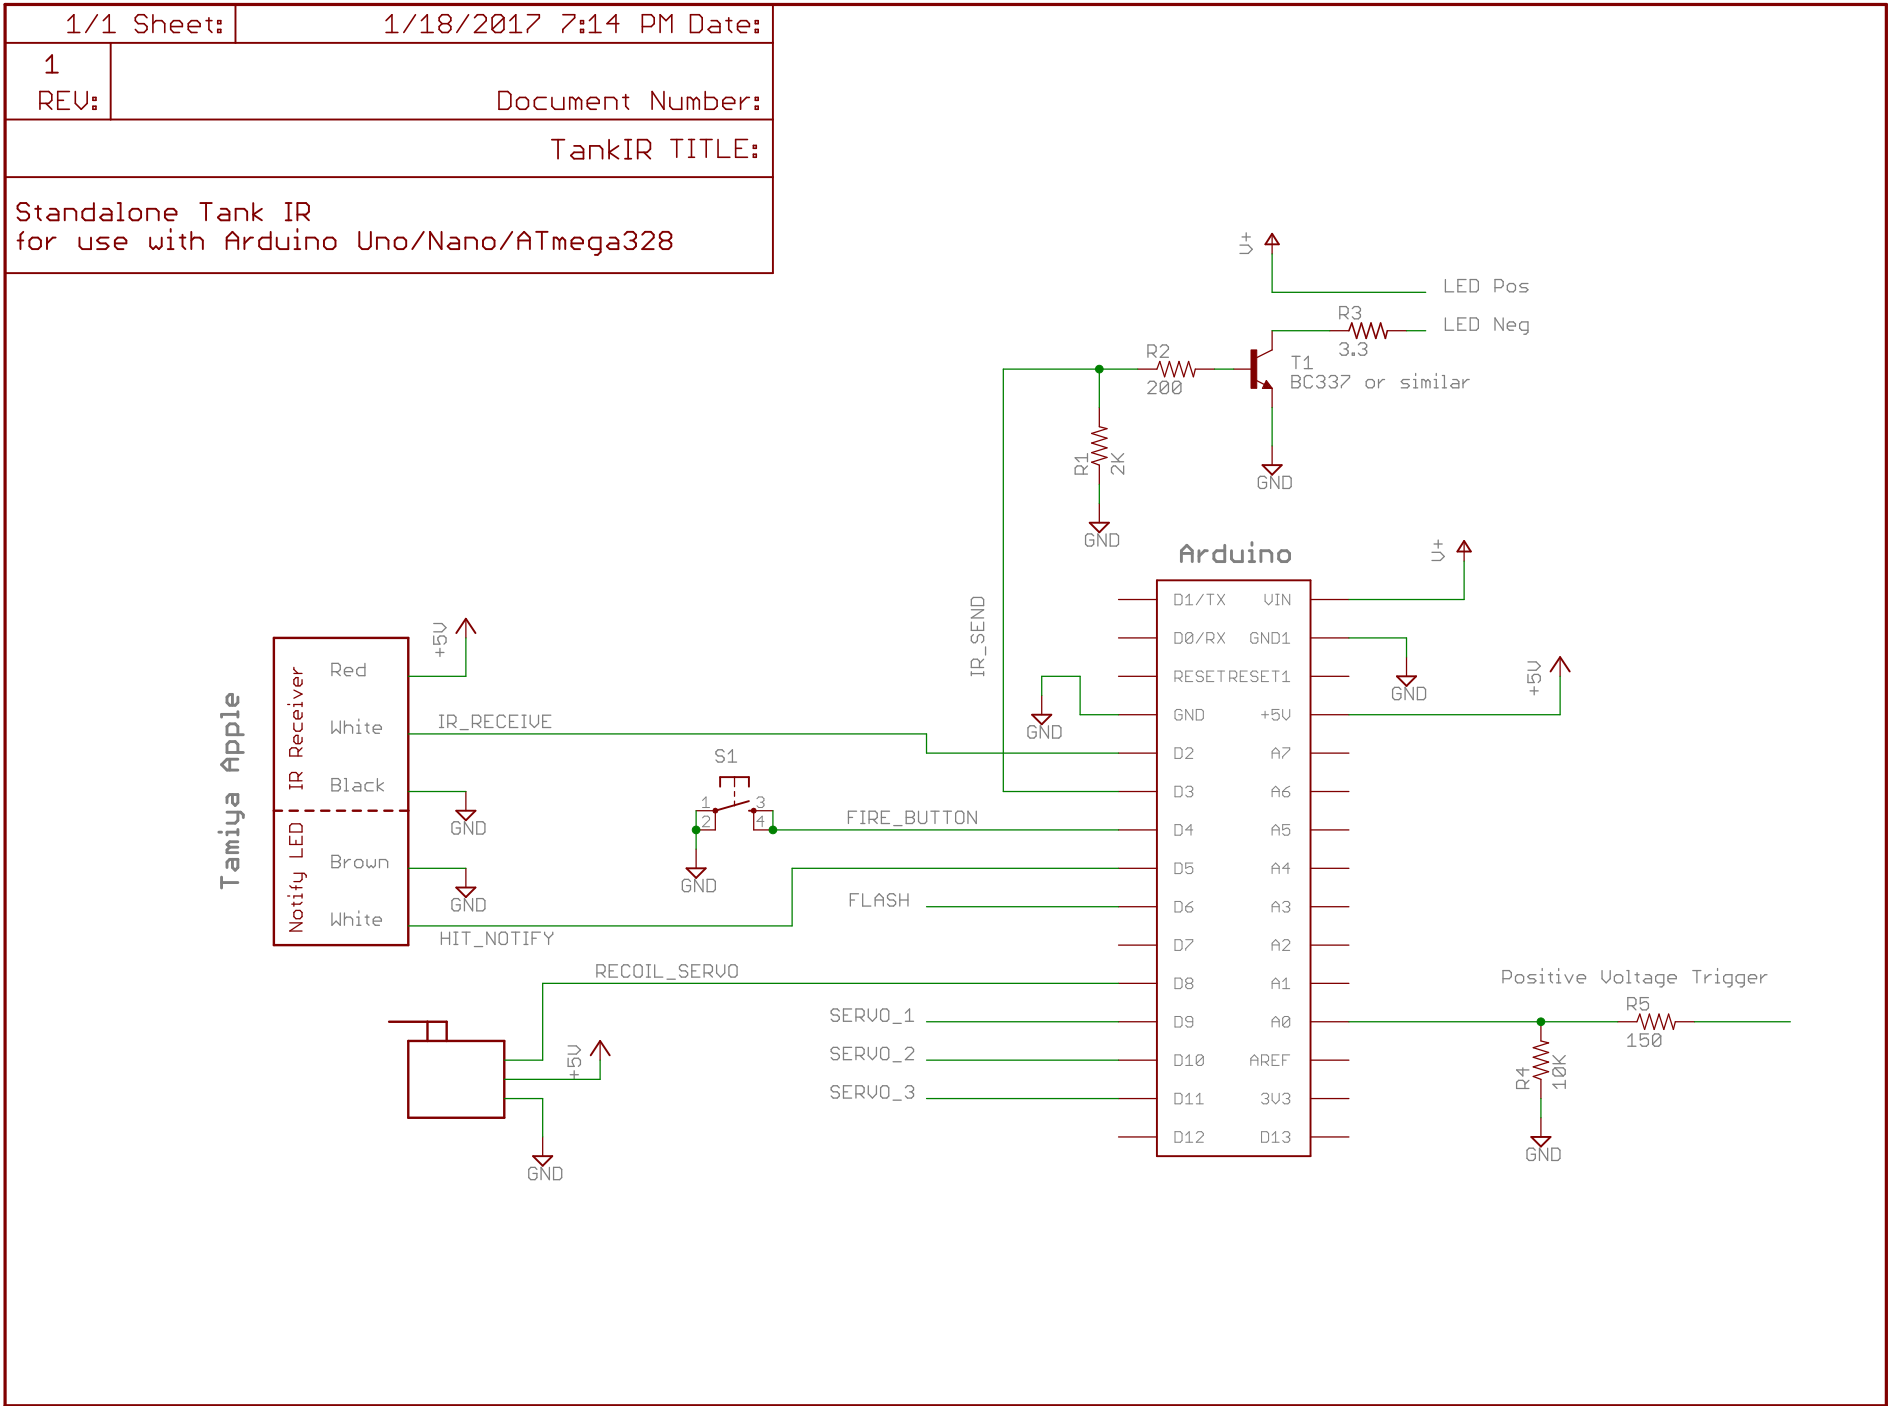 1/1 Sheet:
1/18/2017 7:14 PM Date:
1
REV:
Document Number:
TankIR TITLE:
Standalone Tank IR
for use with Arduino Uno/Nano/ATmega328
V+
LED Pos
LED Neg
R3
3.3
R2
200
T1
BC337 or similar
GND
R1
2K
GND
Arduino
V+
D1/TX VIN
D0/RX GND1
RESET RESET1
GND +5V
D2 A7
D3 A6
D4 A5
D5 A4
D6 A3
D7 A2
D8 A1
D9 A0
D10 AREF
D11 3V3
D12 D13
GND
+5V
GND
IR_SEND
Tamiya Apple
IR Receiver
Notify LED
Red
White
Black
Brown
White
+5V
IR_RECEIVE
GND
GND
HIT_NOTIFY
S1
1 3
2 4
GND
FIRE_BUTTON
FLASH
RECOIL_SERVO
SERVO_1
SERVO_2
SERVO_3
+5V
GND
Positive Voltage Trigger
R5
150
R4
10K
GND